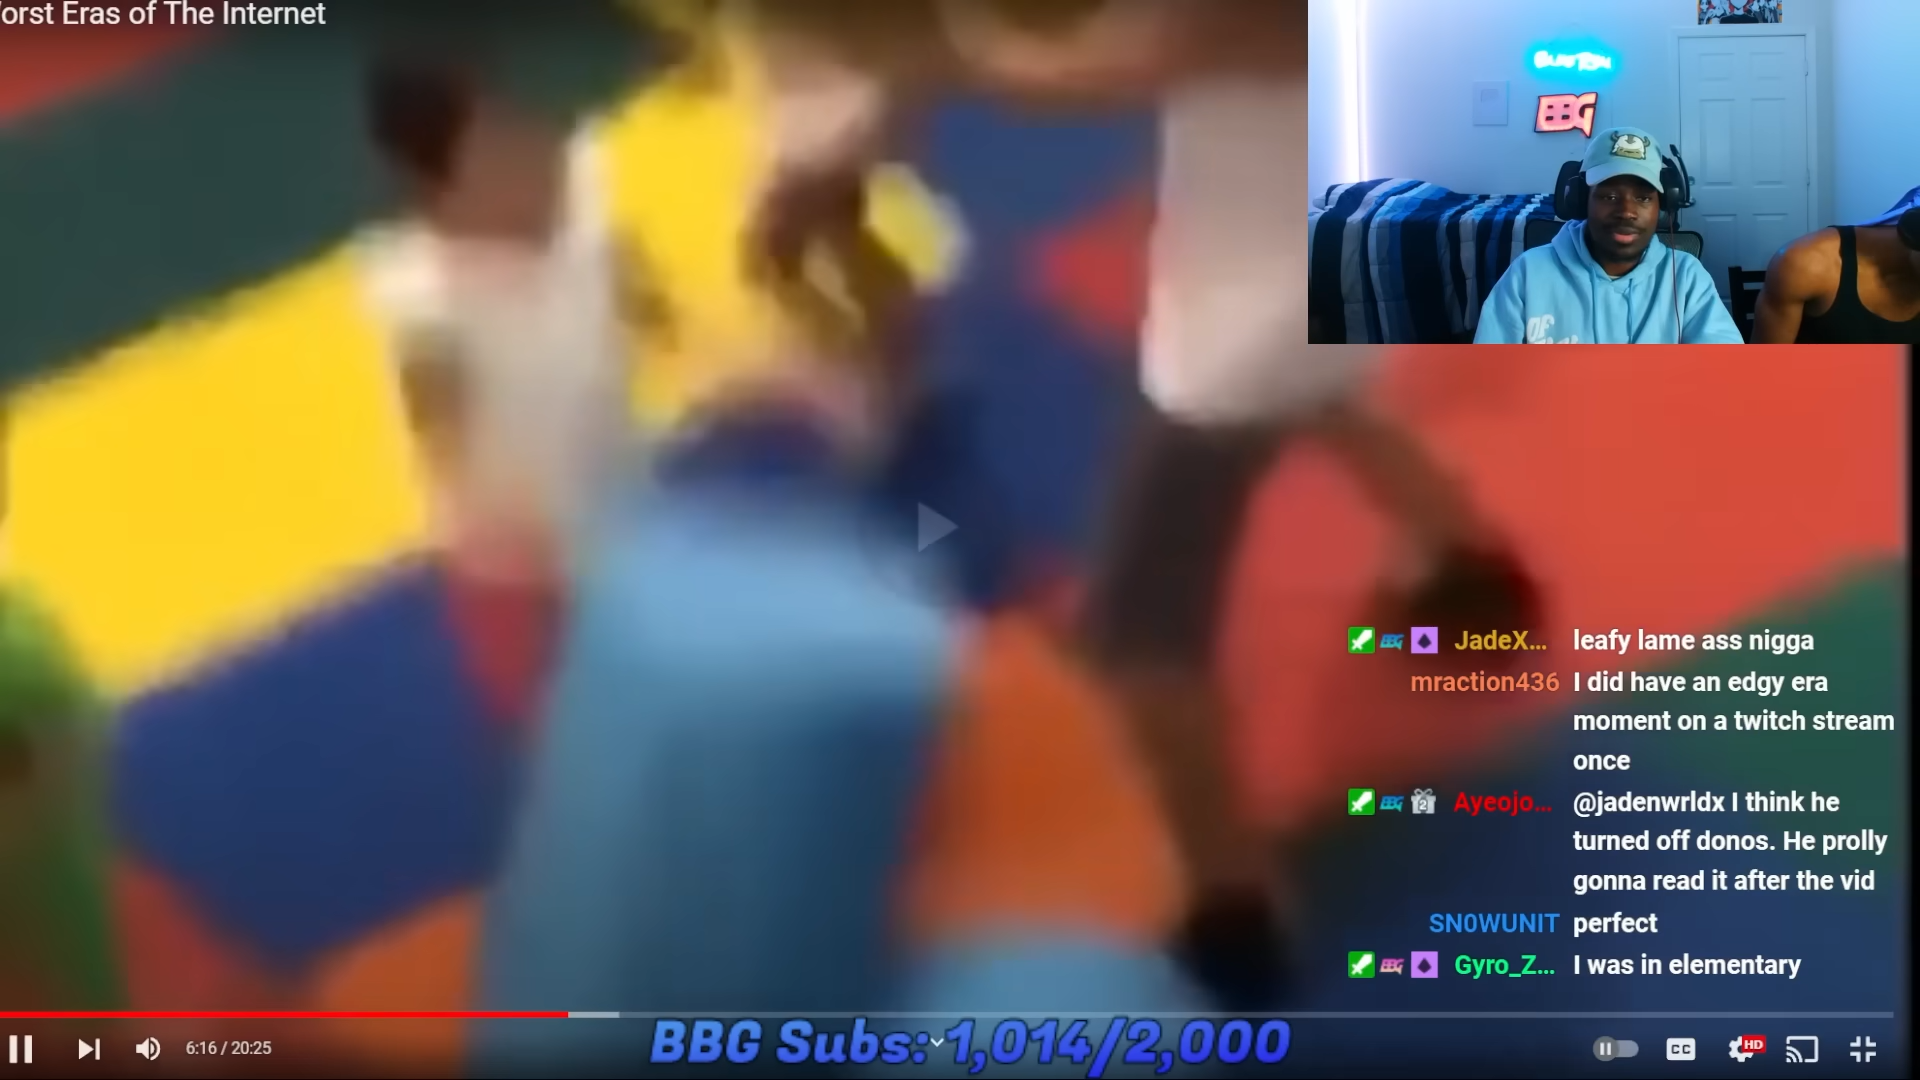 orst Eras of The Internet
BBG
JadeX... leafy lame ass nigga
mraction436 I did have an edgy era
moment on a twitch stream
once
Ayeojo... @jadenwrldx I think he
turned off donos. He prolly
gonna read it after the vid
SN0WUNIT perfect
Gyro_Z... I was in elementary
BBG Subs: 1,014/2,000
6:16 / 20:25
CC
HD